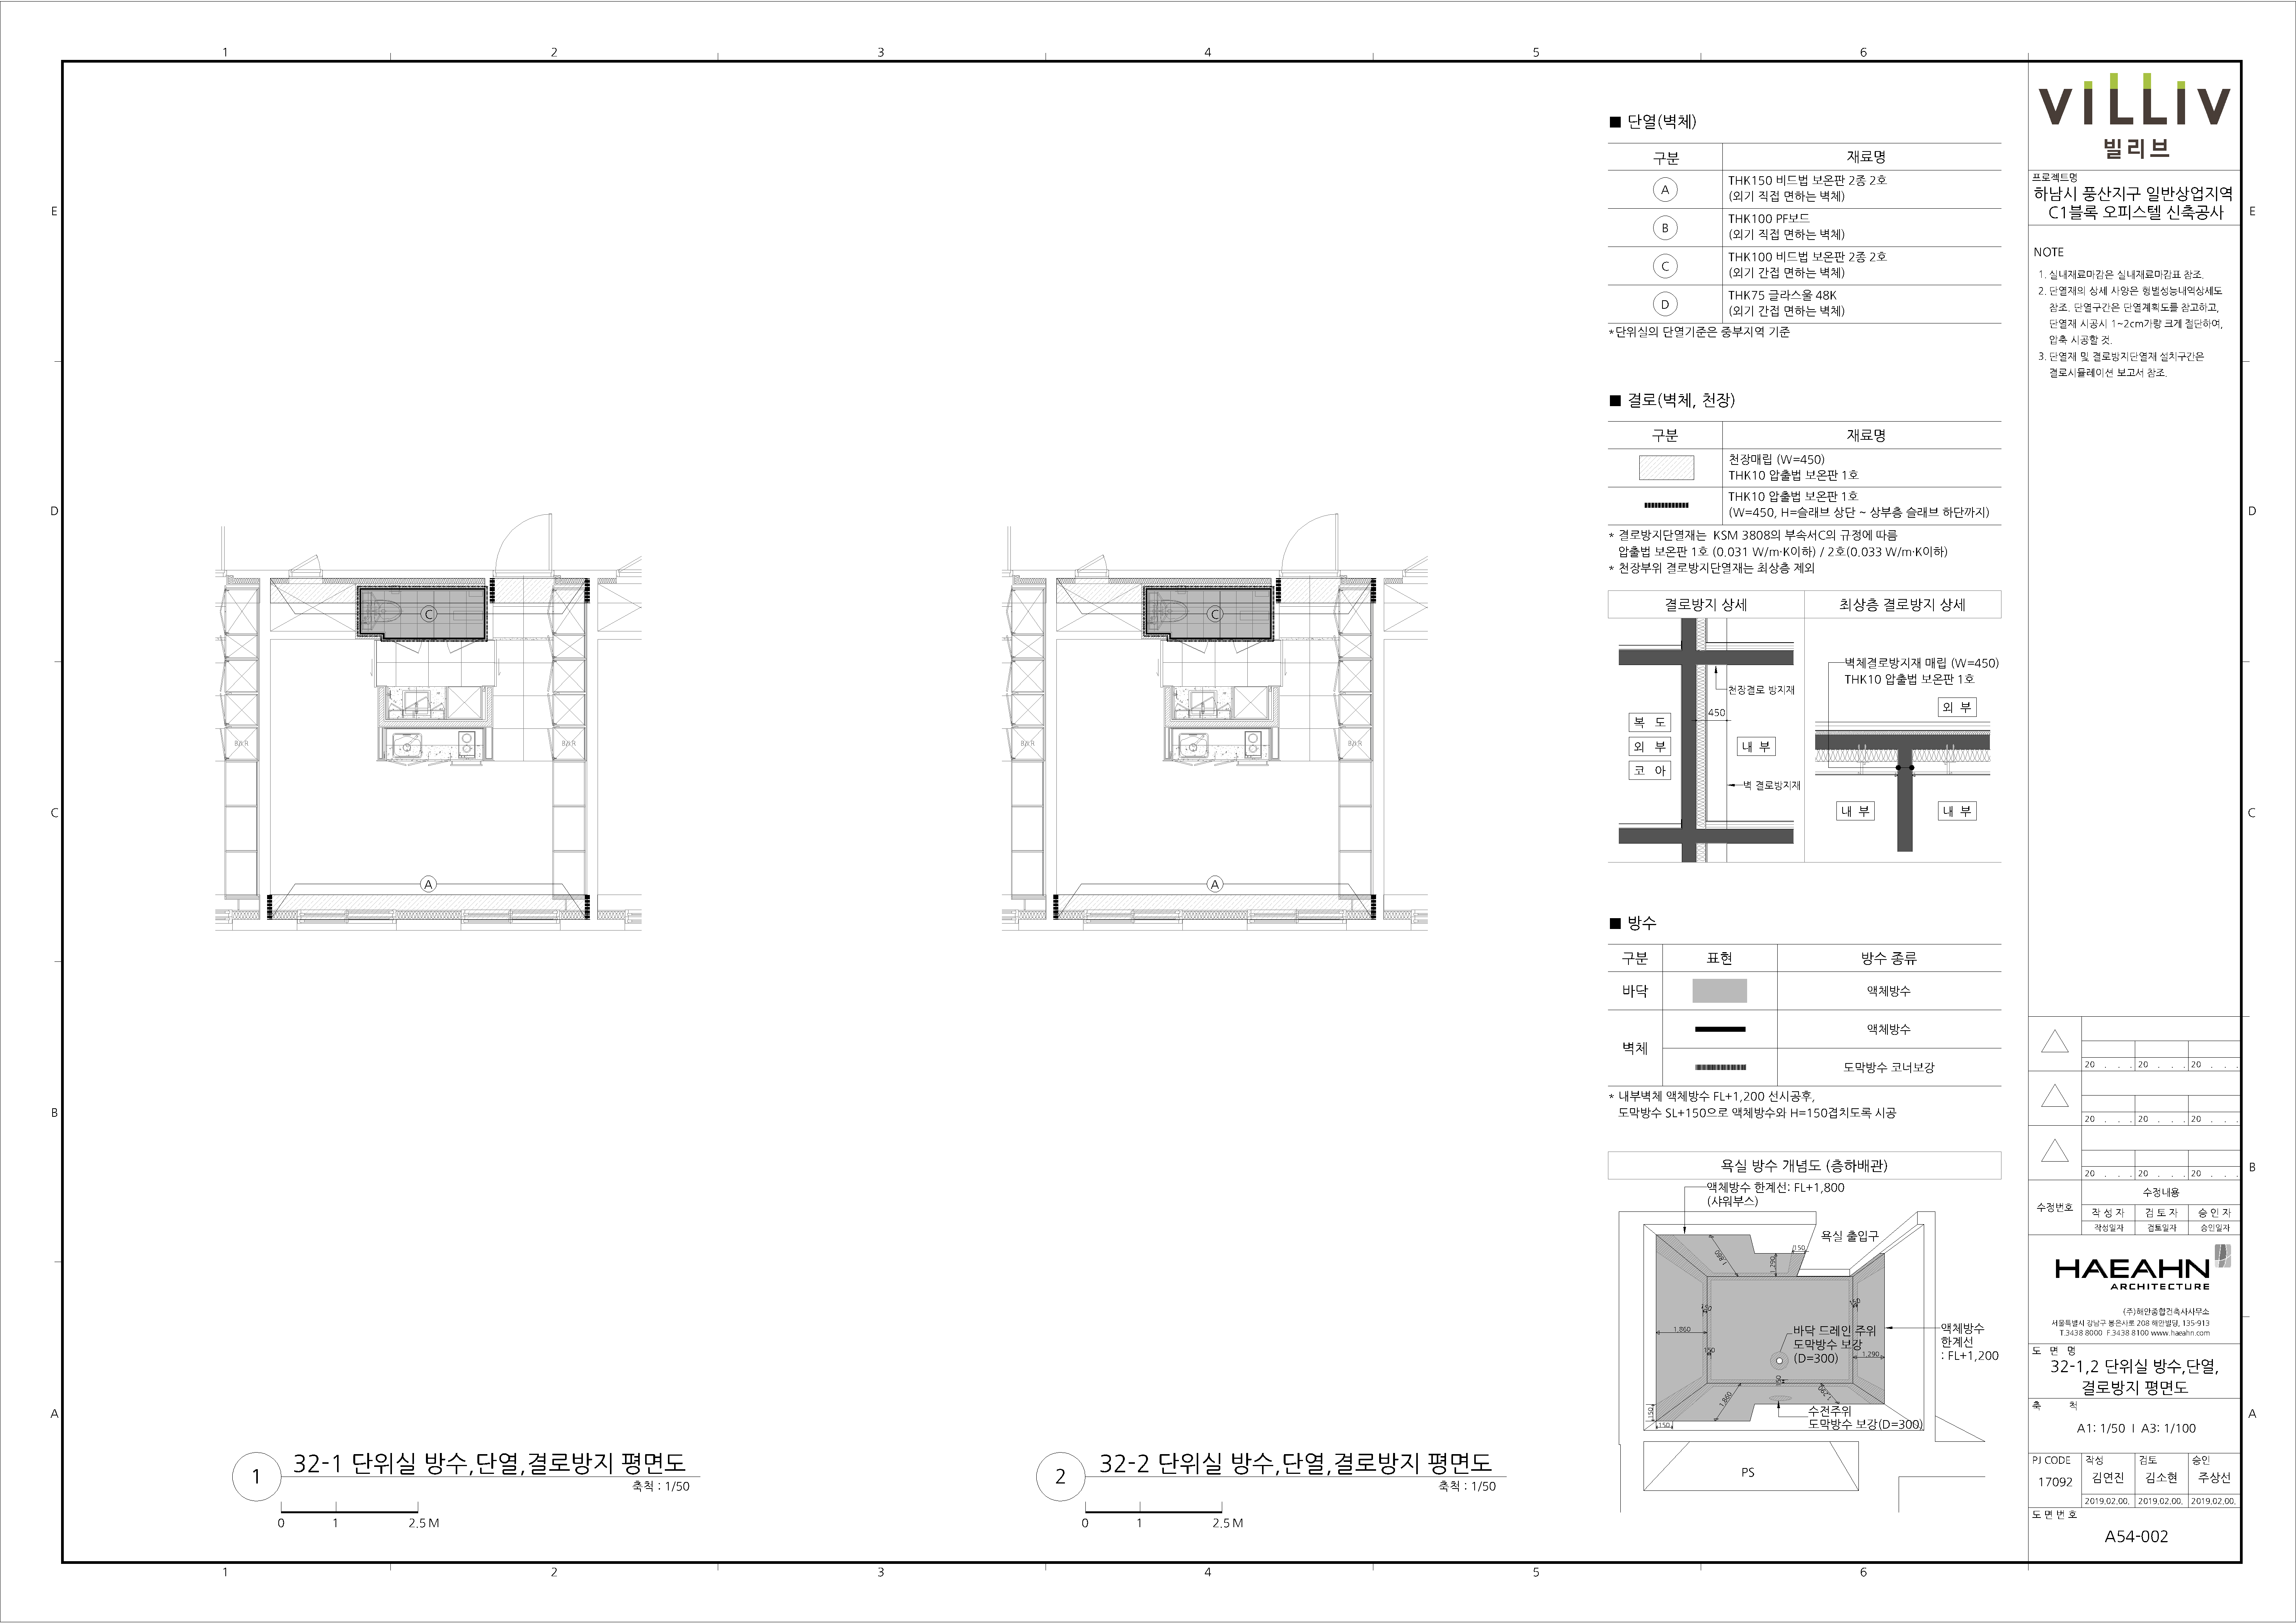 1 2 3 4 5 6
E
D
C
B
A
C
A
B/I R
B/I R
C
A
B/I R
B/I R
1 32-1 단위실 방수,단열,결로방지 평면도
축척 : 1/50
0 1 2.5 M
2 32-2 단위실 방수,단열,결로방지 평면도
축척 : 1/50
0 1 2.5 M
■ 단열(벽체)
구분 재료명
A THK150 비드법 보온판 2종 2호
(외기 직접 면하는 벽체)
B THK100 PF보드
(외기 직접 면하는 벽체)
C THK100 비드법 보온판 2종 2호
(외기 간접 면하는 벽체)
D THK75 글라스울 48K
(외기 간접 면하는 벽체)
*단위실의 단열기준은 중부지역 기준
■ 결로(벽체, 천장)
구분 재료명
천장매립 (W=450)
THK10 압출법 보온판 1호
THK10 압출법 보온판 1호
(W=450, H=슬래브 상단 ~ 상부층 슬래브 하단까지)
* 결로방지단열재는 KSM 3808의 부속서C의 규정에 따름
압출법 보온판 1호 (0.031 W/m·K이하) / 2호(0.033 W/m·K이하)
* 천장부위 결로방지단열재는 최상층 제외
결로방지 상세 최상층 결로방지 상세
천장결로 방지재
450
복 도
외 부
코 아
내 부
벽 결로방지재
벽체결로방지재 매립 (W=450)
THK10 압출법 보온판 1호
외 부
내 부 내 부
■ 방수
구분 표현 방수 종류
바닥 액체방수
벽체 액체방수
도막방수 코너보강
* 내부벽체 액체방수 FL+1,200 선시공후,
도막방수 SL+150으로 액체방수와 H=150겹치도록 시공
욕실 방수 개념도 (층하배관)
액체방수 한계선: FL+1,800
(샤워부스)
욕실 출입구
150
1,860
1,290
150
150
1,860
바닥 드레인 주위
도막방수 보강
(D=300)
150
1,290
액체방수
한계선
: FL+1,200
150
1,860
1,290
150
150
수전주위
도막방수 보강(D=300)
PS
ViLLiV
빌리브
프로젝트명
하남시 풍산지구 일반상업지역
C1블록 오피스텔 신축공사
NOTE
1. 실내재료마감은 실내재료마감표 참조.
2. 단열재의 상세 사양은 형별성능내역상세도
참조. 단열구간은 단열계획도를 참고하고,
단열재 시공시 1~2cm가량 크게 절단하여,
압축 시공할 것.
3. 단열재 및 결로방지단열재 설치구간은
결로시뮬레이션 보고서 참조.
20 . . . 20 . . . 20 . . .
20 . . . 20 . . . 20 . . .
20 . . . 20 . . . 20 . . .
수정번호 수정내용
작 성 자 검 토 자 승 인 자
작성일자 검토일자 승인일자
HAEAHN
ARCHITECTURE
(주)해안종합건축사사무소
서울특별시 강남구 봉은사로 208 해안빌딩, 135-913
T.3438 8000 F.3438 8100 www.haeahn.com
도 면 명
32-1,2 단위실 방수,단열,
결로방지 평면도
축 척
A1: 1/50 I A3: 1/100
PJ CODE 작성 검토 승인
17092 김연진 김소현 주상선
2019.02.00. 2019.02.00. 2019.02.00.
도 면 번 호
A54-002
E
D
C
B
A
1 2 3 4 5 6